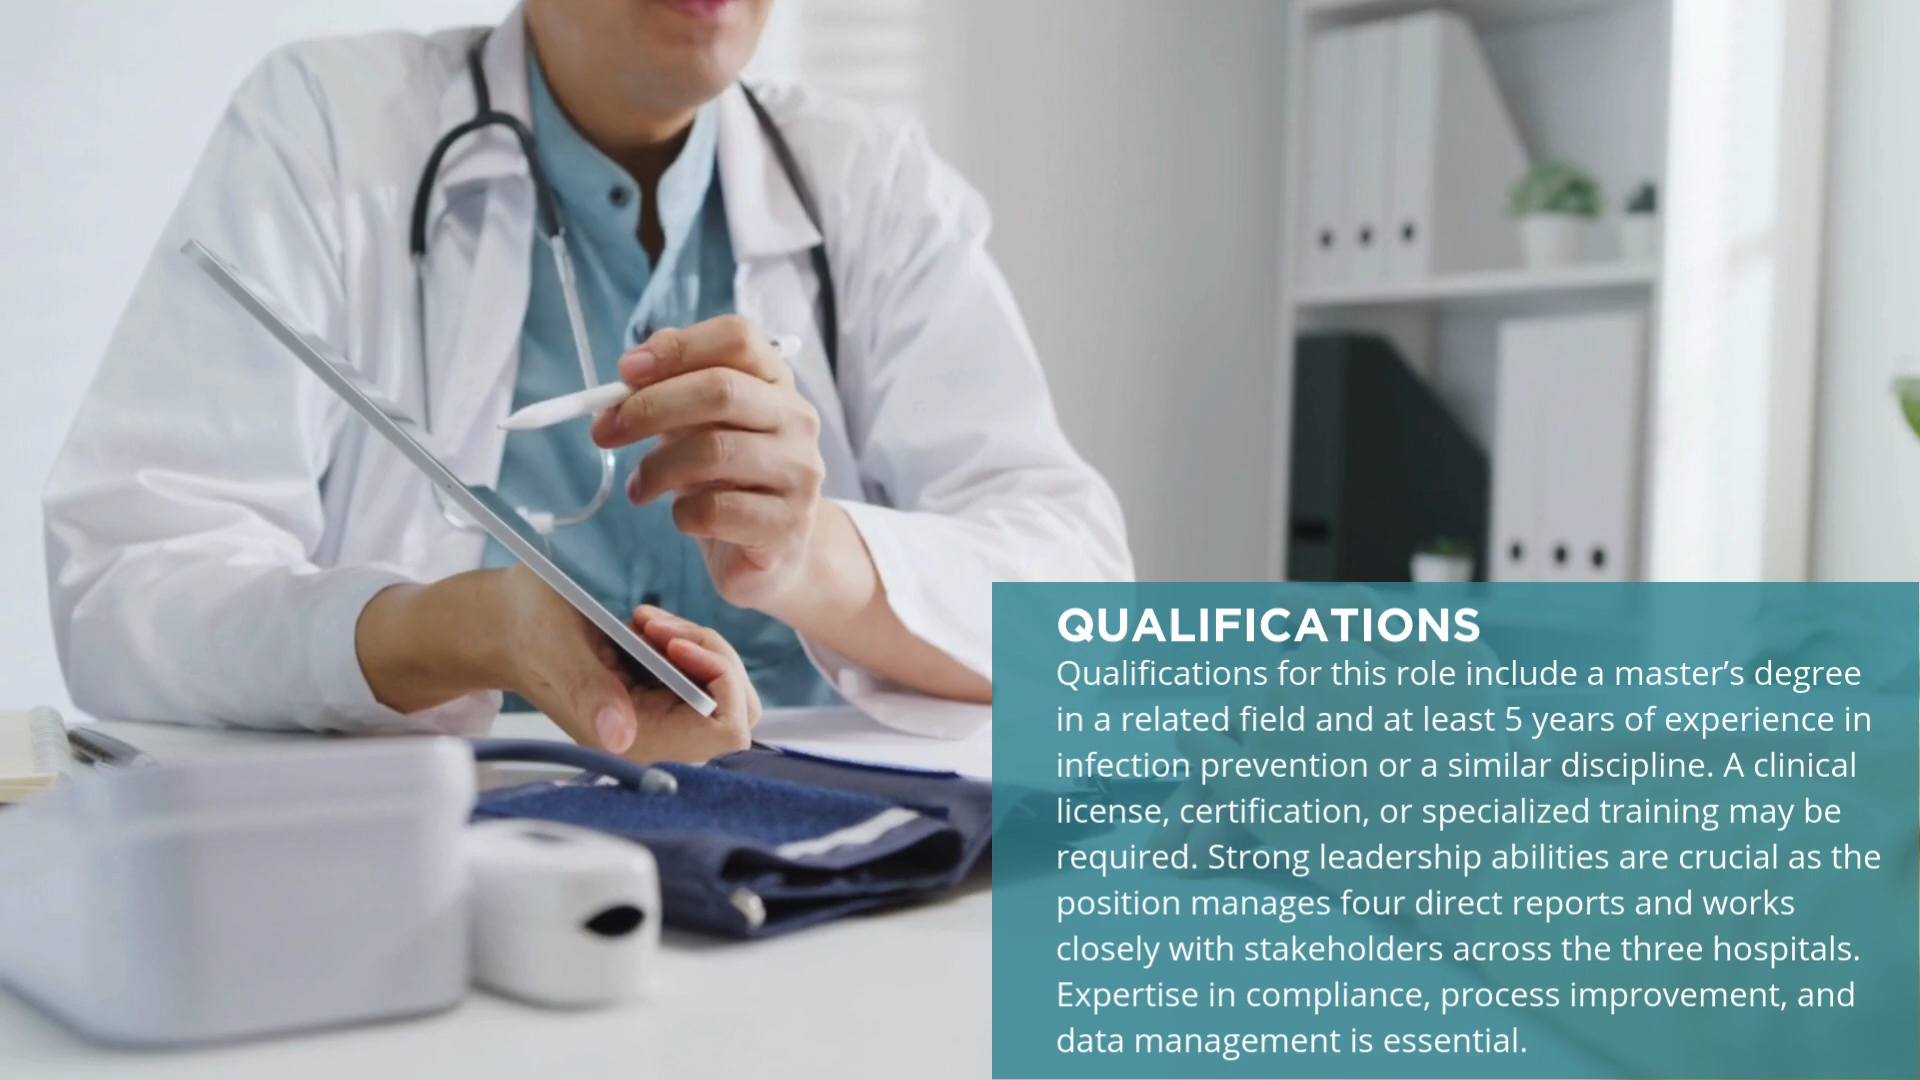 QUALIFICATIONS
Qualifications for this role include a master’s degree
in a related field and at least 5 years of experience in
infection prevention or a similar discipline. A clinical
license, certification, or specialized training may be
required. Strong leadership abilities are crucial as the
position manages four direct reports and works
closely with stakeholders across the three hospitals.
Expertise in compliance, process improvement, and
data management is essential.